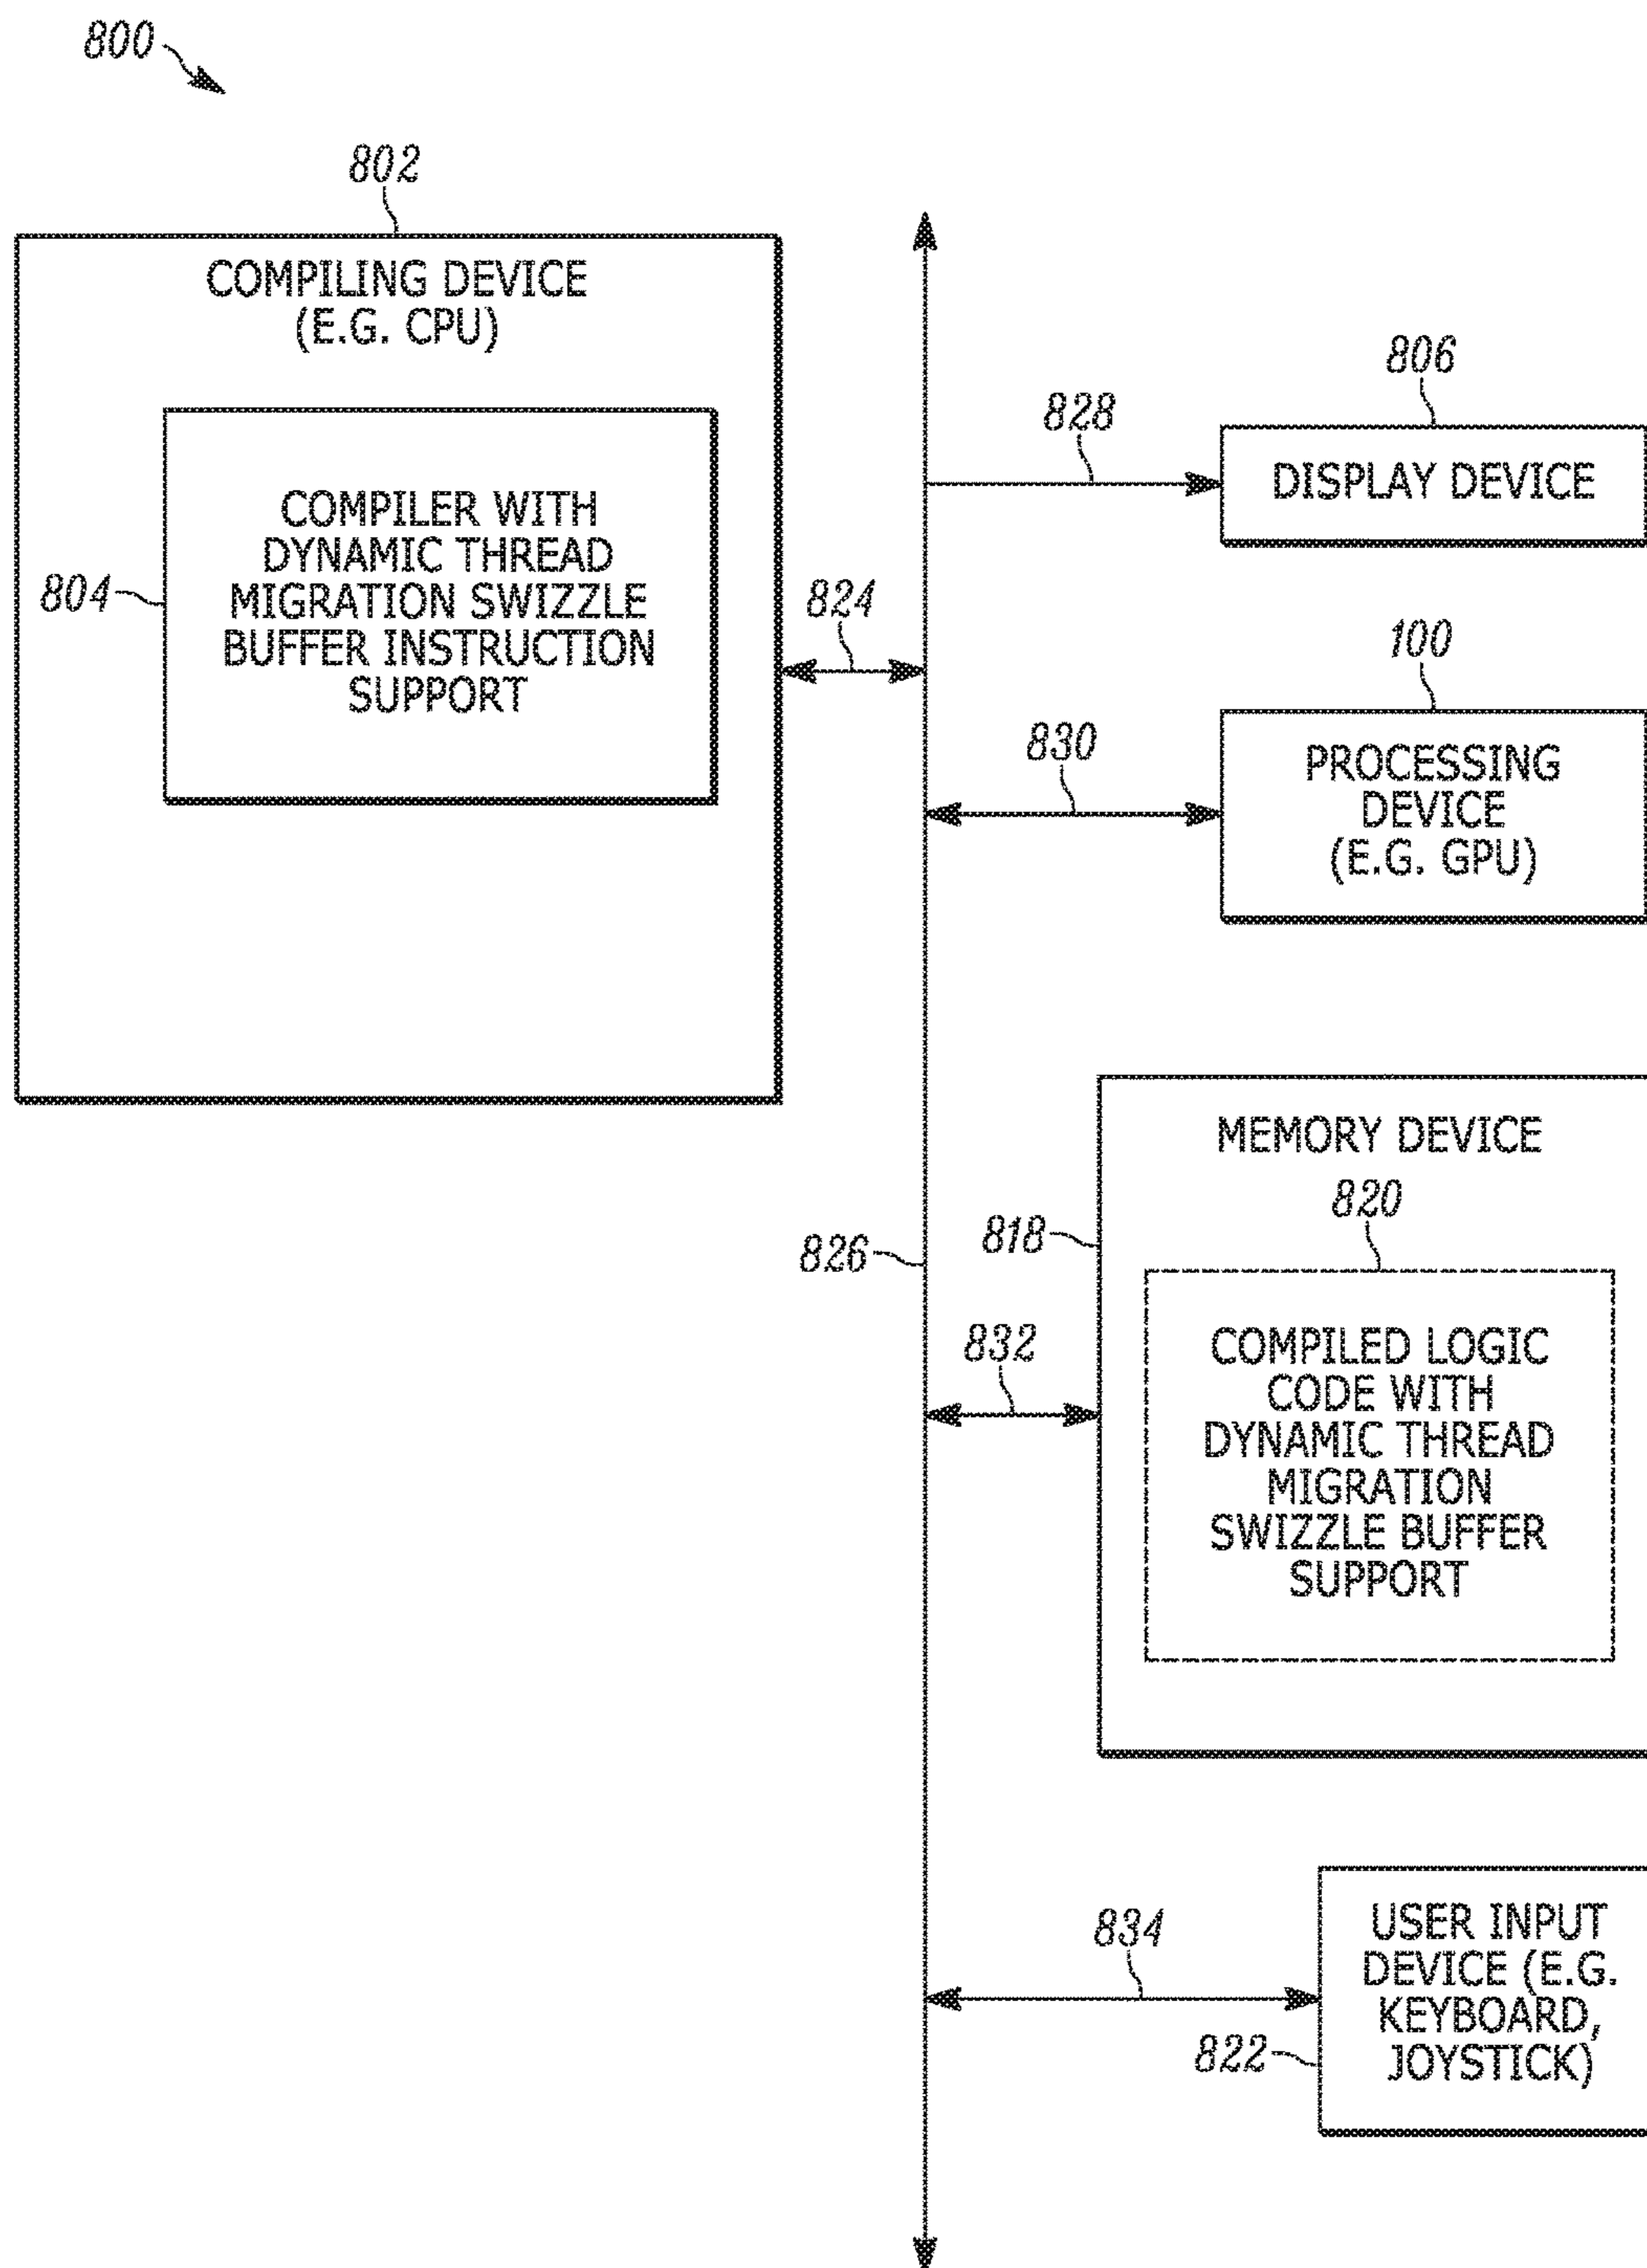 800
802
COMPILING DEVICE
(E.G. CPU)
804
COMPILER WITH
DYNAMIC THREAD
MIGRATION SWIZZLE
BUFFER INSTRUCTION
SUPPORT
824
826
828
806
DISPLAY DEVICE
830
100
PROCESSING
DEVICE
(E.G. GPU)
818
MEMORY DEVICE
820
832
COMPILED LOGIC
CODE WITH
DYNAMIC THREAD
MIGRATION
SWIZZLE BUFFER
SUPPORT
834
822
USER INPUT
DEVICE (E.G.
KEYBOARD,
JOYSTICK)